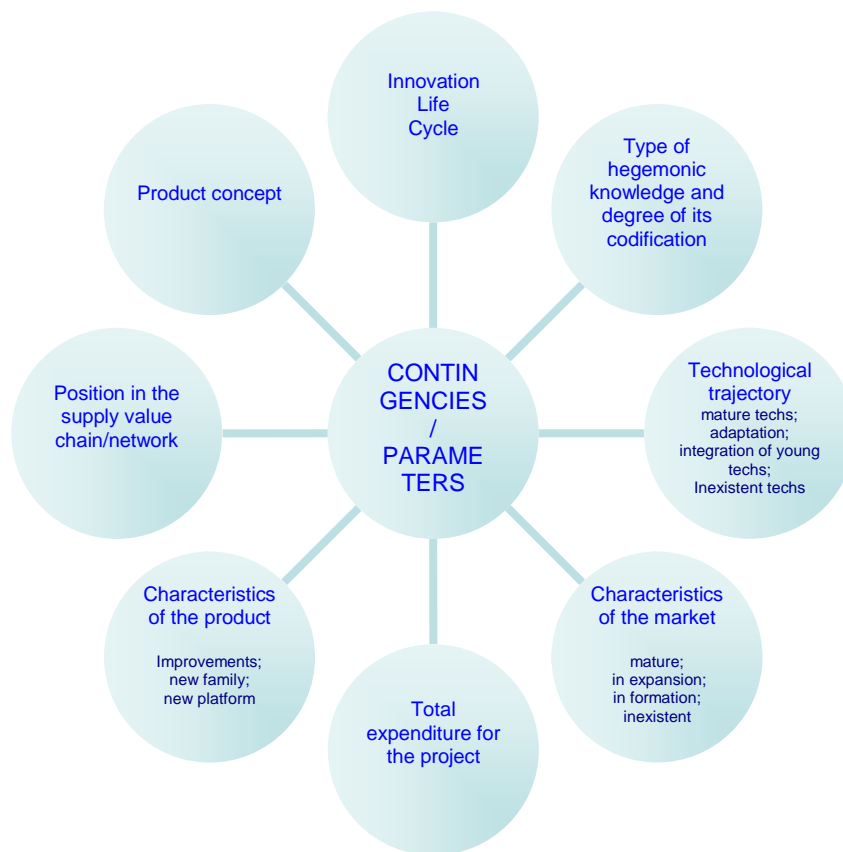 Innovation
Life
Cycle
Type of
hegemonic
knowledge and
degree of its
codification
Technological
trajectory
mature techs;
adaptation;
integration of young
techs;
Inexistent techs
Characteristics
of the market
mature;
in expansion;
in formation;
inexistent
Total
expenditure for
the project
Characteristics
of the product
Improvements;
new family;
new platform
Position in the
supply value
chain/network
Product concept
CONTIN
GENCIES
/
PARAME
TERS